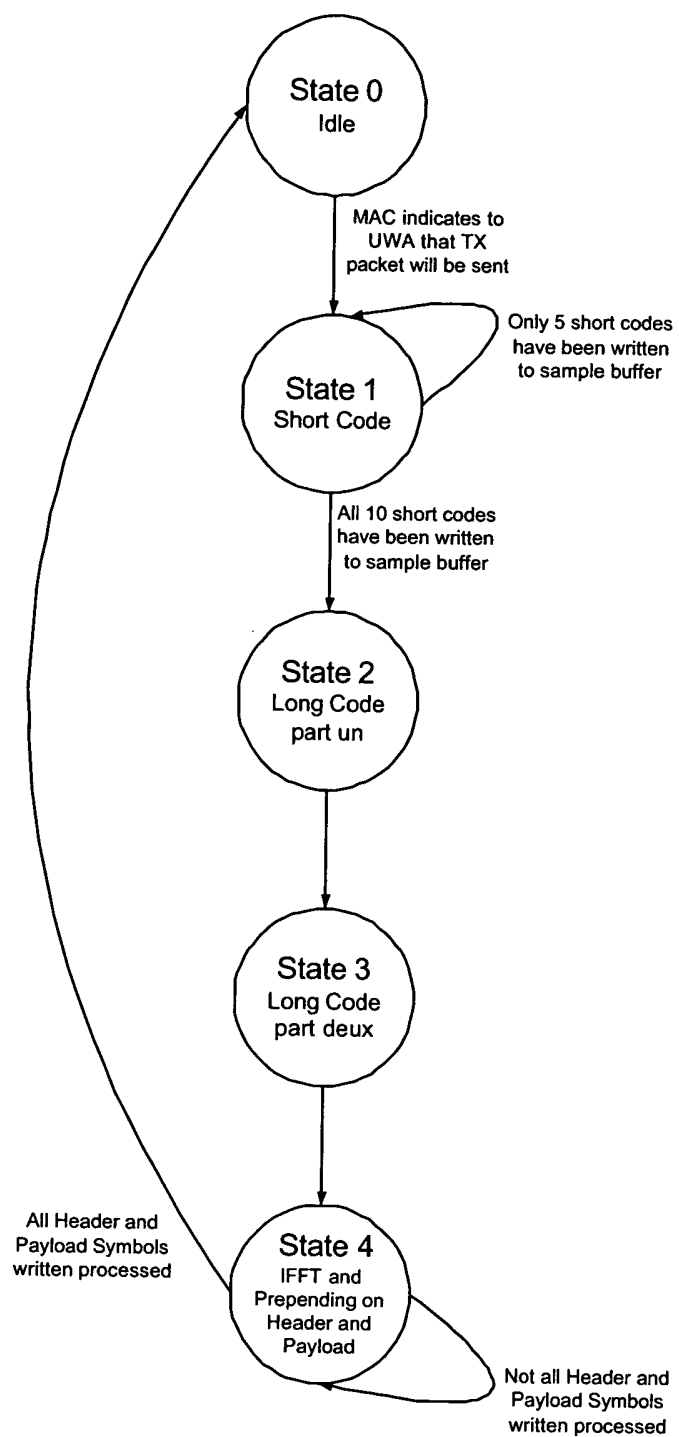 State 0
Idle
MAC indicates to
UWA that TX
packet will be sent
Only 5 short codes
have been written
to sample buffer
State 1
Short Code
All 10 short codes
have been written
to sample buffer
State 2
Long Code
part un
State 3
Long Code
part deux
All Header and
Payload Symbols
written processed
State 4
IFFT and
Prepending on
Header and
Payload
Not all Header and
Payload Symbols
written processed